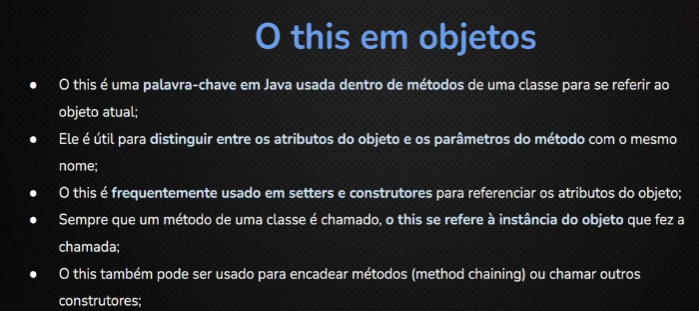 O this em objetos
● O this é uma palavra-chave em Java usada dentro de métodos de uma classe para se referir ao
objeto atual;
● Ele é útil para distinguir entre os atributos do objeto e os parâmetros do método com o mesmo
nome;
● O this é frequentemente usado em setters e construtores para referenciar os atributos do objeto;
● Sempre que um método de uma classe é chamado, o this se refere à instância do objeto que fez a
chamada;
● O this também pode ser usado para encadear métodos (method chaining) ou chamar outros
construtores;